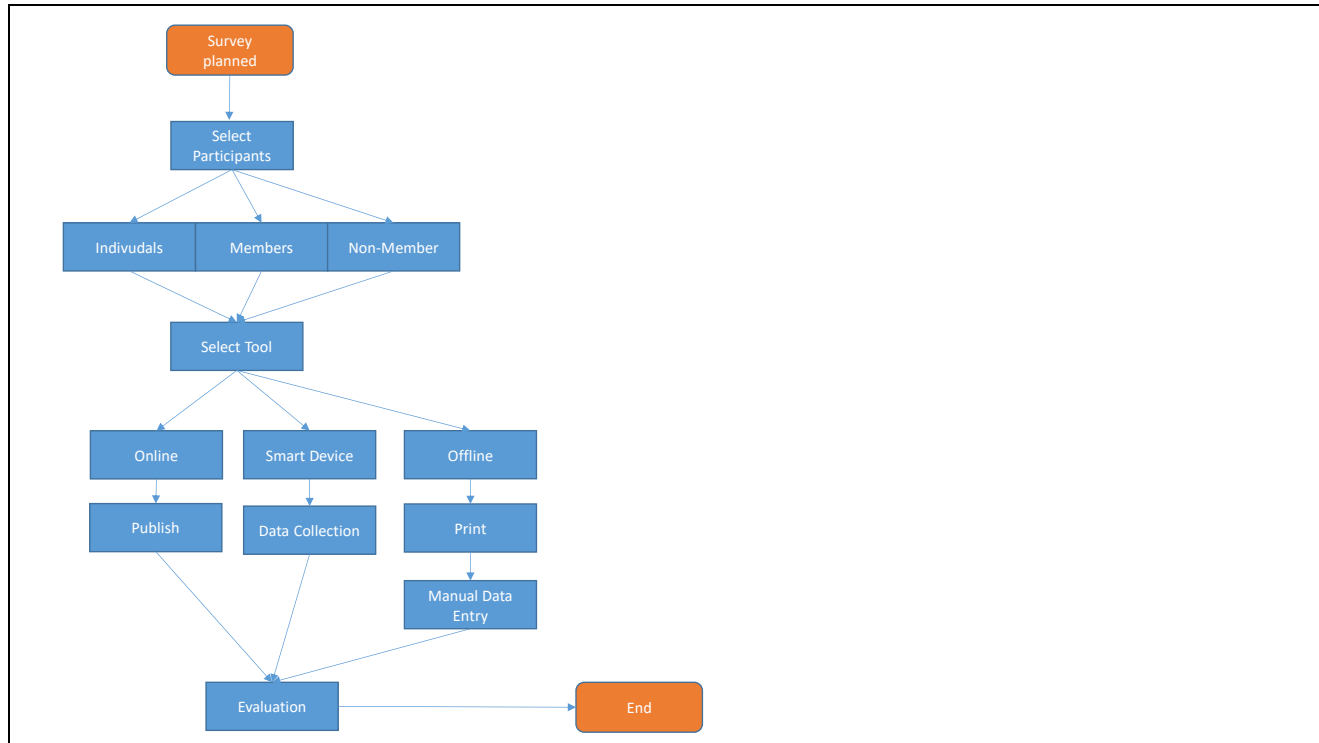 Survey
planned
Select
Participants
Indivudals
Members
Non-Member
Select Tool
Online
Smart Device
Offline
Publish
Data Collection
Print
Manual Data
Entry
Evaluation
End